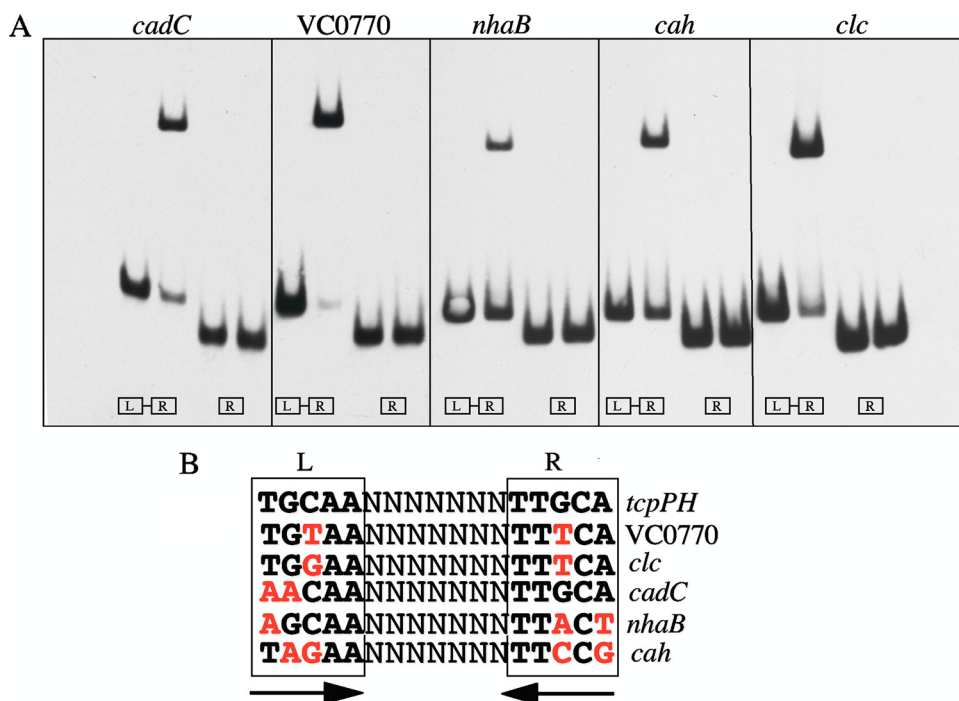 A cadC VC0770 nhaB cah clc
L R R L R R L R R L R R L R R
B L R
TGCAANNNNNNNTTGCA tcpPH
TGTAANNNNNNNTTTCA VC0770
TGGAANNNNNNNTTTCA clc
AACAANNNNNNNTTGCA cadC
AGCAANNNNNNNTTACT nhaB
TAGAANNNNNNNTTCCG cah